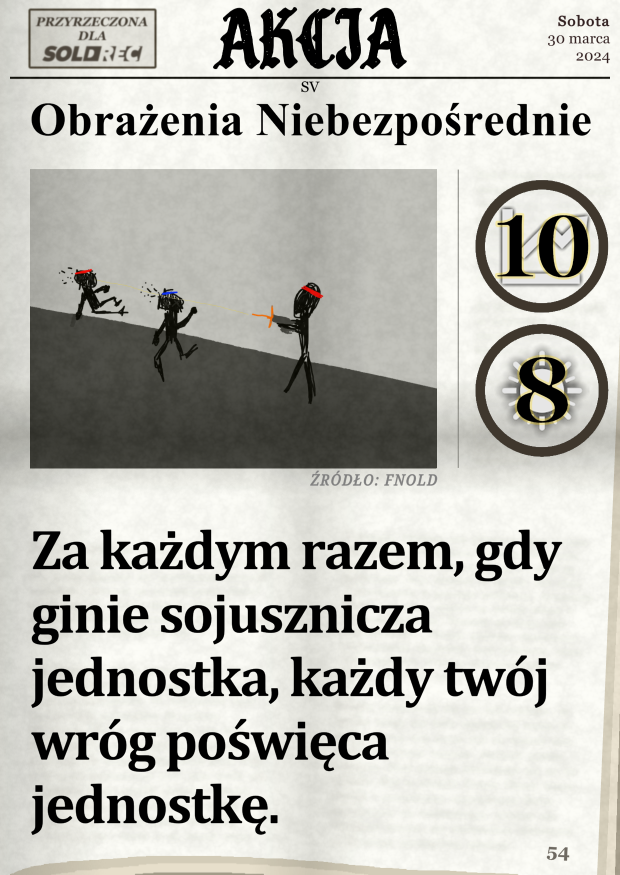 PRZYRZECZONA
DLA
SOLDREC
AKCJA
Sobota
30 marca
2024
SV
Obrażenia Niebezpośrednie
10
8
ŹRÓDŁO: FNOLD
Za każdym razem, gdy
ginie sojusznicza
jednostka, każdy twój
wróg poświęca
jednostkę.
54